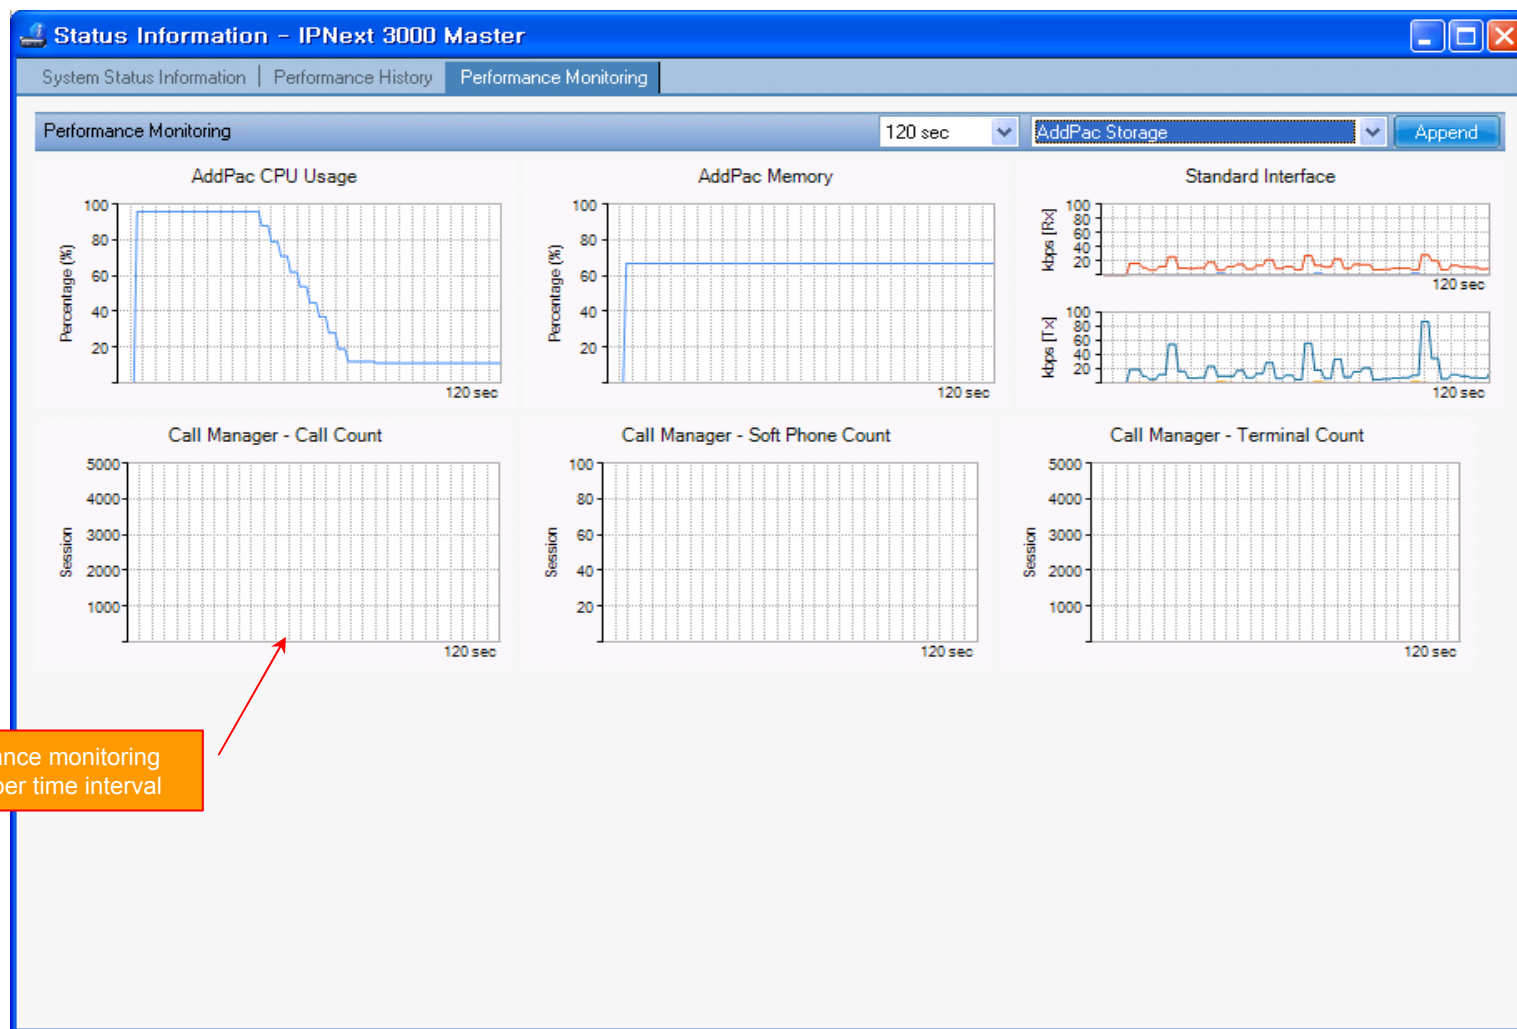 Status Information - IPNext 3000 Master
System Status Information | Performance History Performance Monitoring
Performance Monitoring 120 sec AddPac Storage Append
AddPac CPU Usage
100
80
60
40
20
Percentage (%)
120 sec
AddPac Memory
100
80
60
40
20
Percentage (%)
120 sec
Standard Interface
100
80
60
40
20
kbps [Rx]
120 sec
100
80
60
40
20
kbps [Tx]
120 sec
Call Manager - Call Count
5000
4000
3000
2000
1000
Session
120 sec
Call Manager - Soft Phone Count
100
80
60
40
20
Session
120 sec
Call Manager - Terminal Count
5000
4000
3000
2000
1000
Session
120 sec
monitoring
per time interval